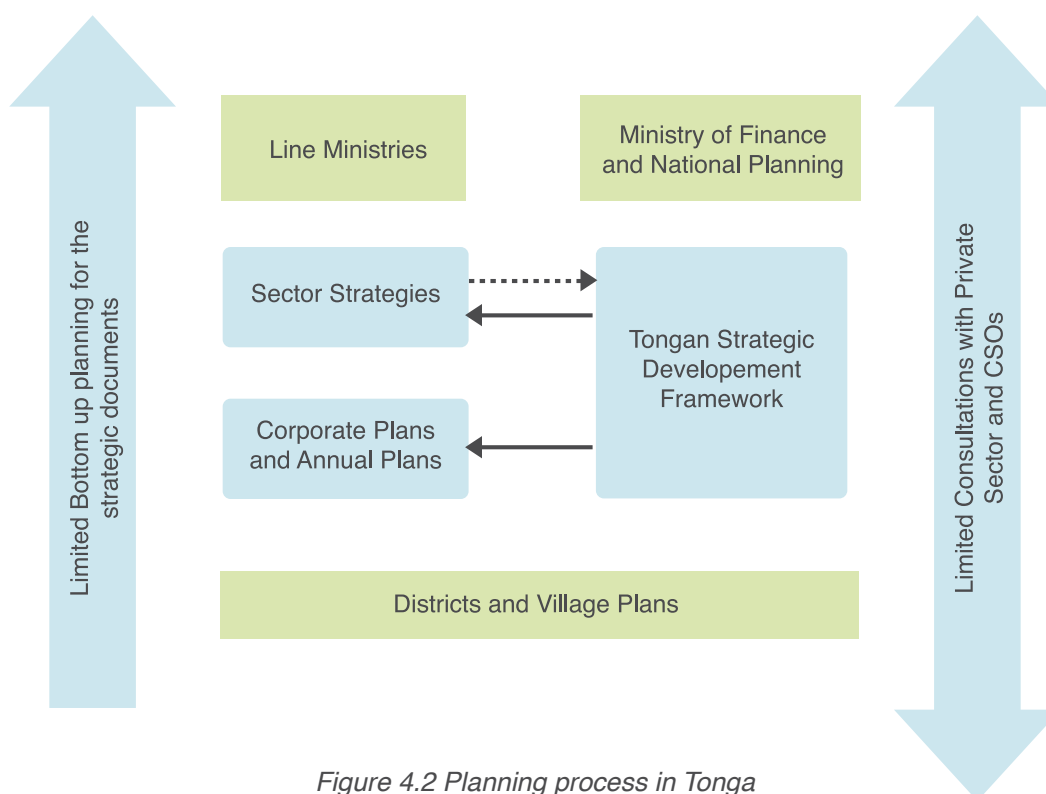 Limited Bottom up planning for the
strategic documents
Line Ministries
Ministry of Finance
and National Planning
Sector Strategies
Tongan Strategic
Developement
Framework
Corporate Plans
and Annual Plans
Districts and Village Plans
Limited Consultations with Private
Sector and CSOs
Figure 4.2 Planning process in Tonga